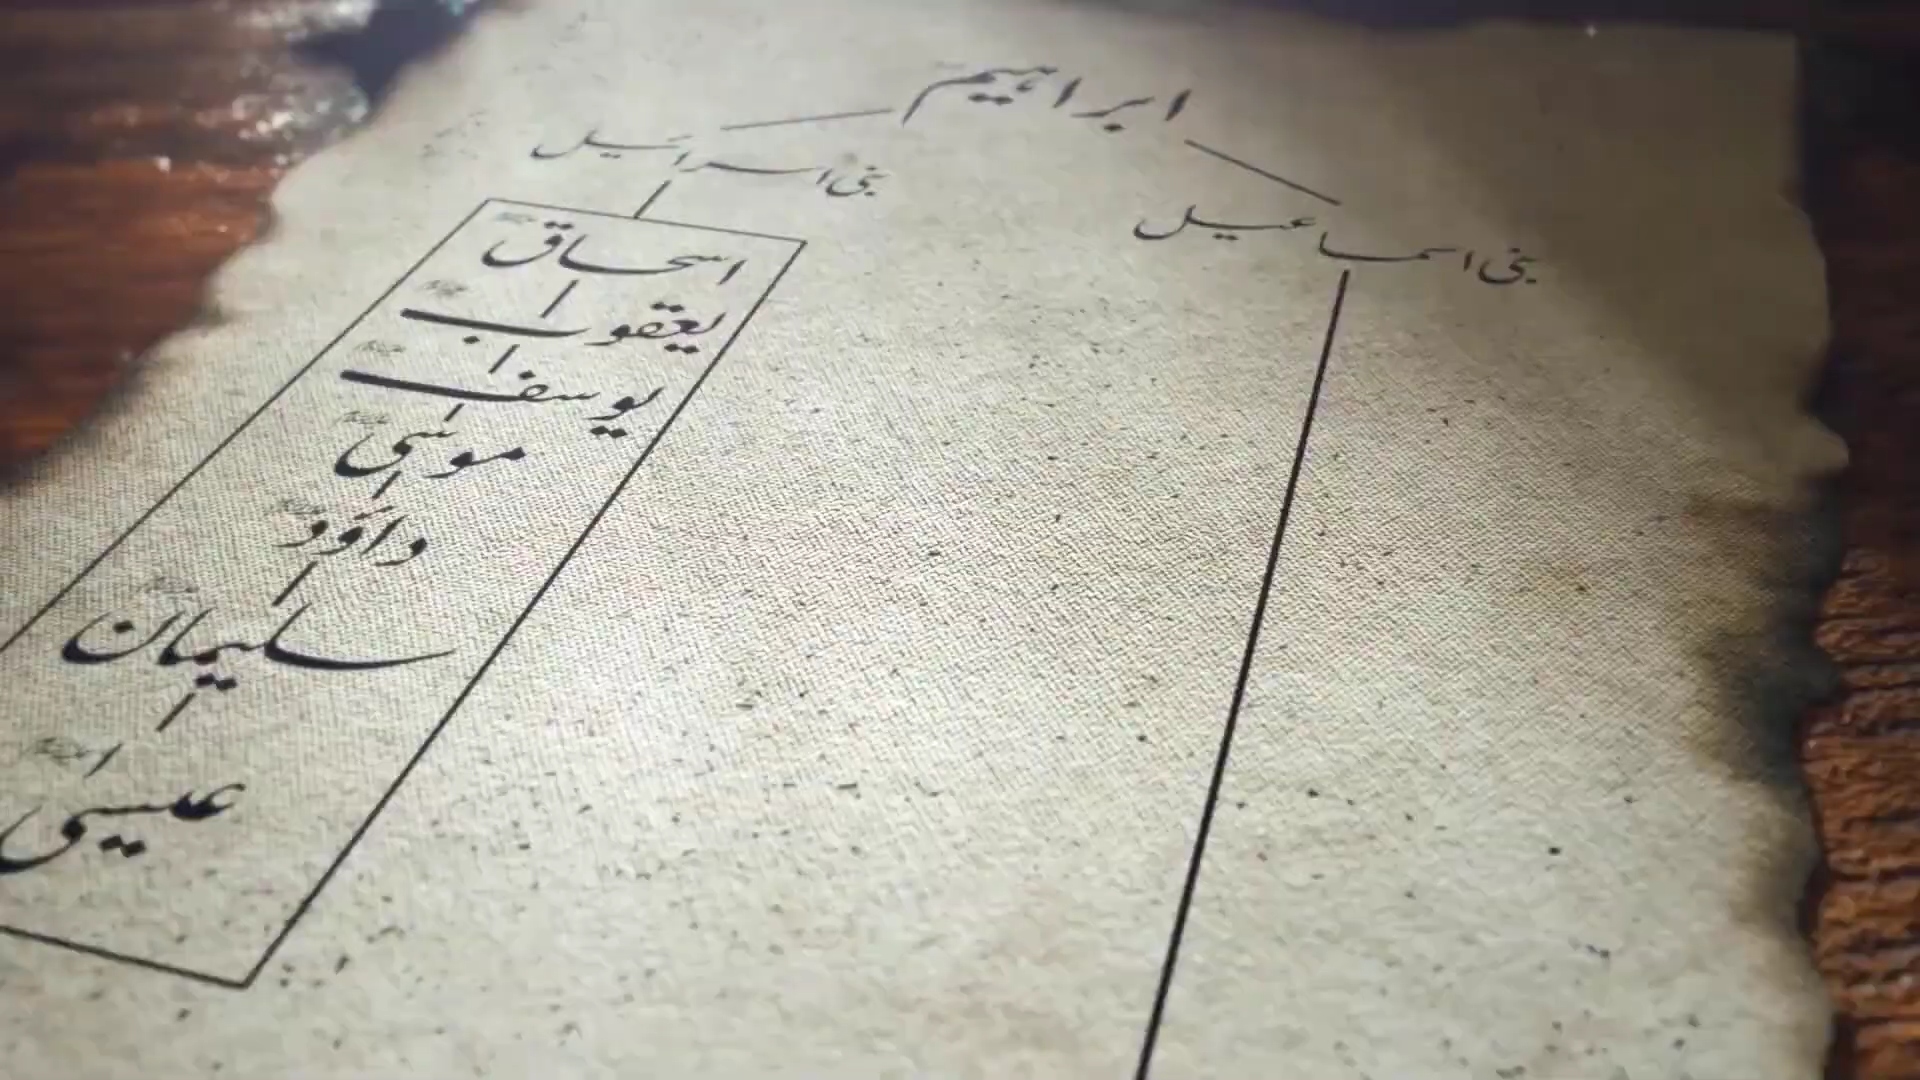 ابراہیم
بنی اسرائیل
بنی اسماعیل
اسحاق
یعقوب
یوسف
موسیٰ
داؤد
سلیمان
عیسیٰ